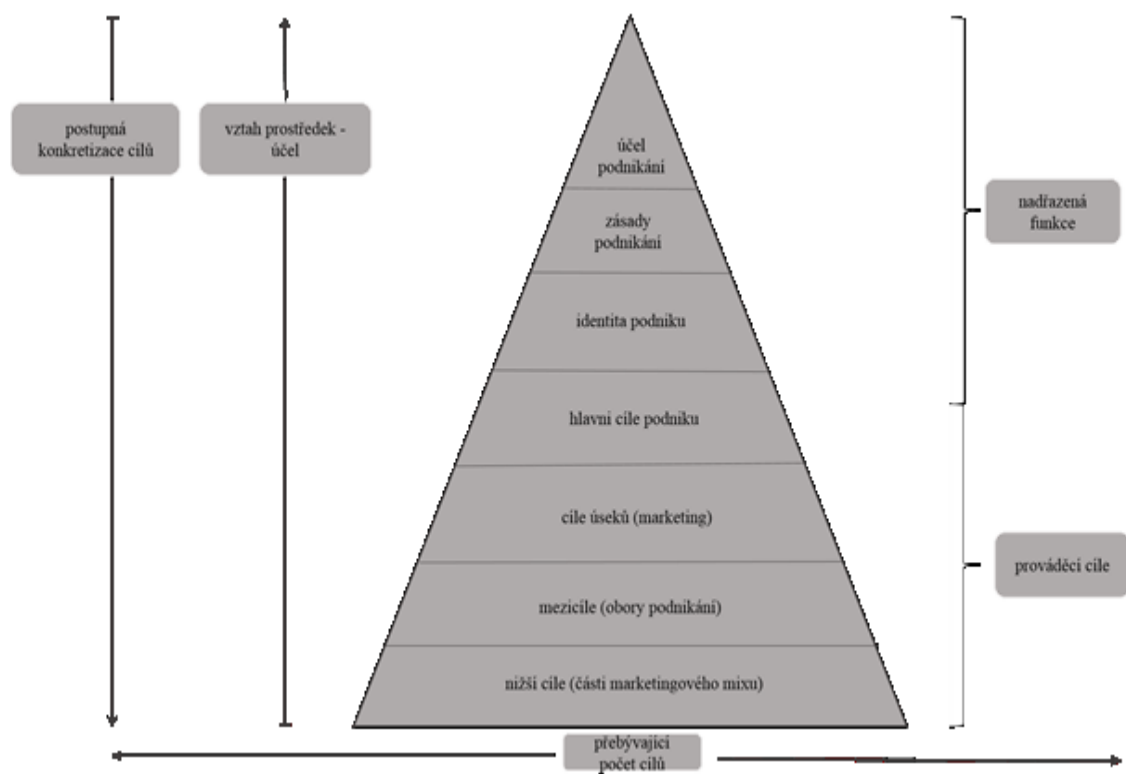 postupná
konkretizace cílů
vztah prostředek -
účel
účel
podnikání
zásady
podnikání
identita podniku
hlavní cíle podniku
cíle úseků (marketing)
mezicíle (obory podnikání)
nižší cíle (části marketingového mixu)
nadřazená
funkce
prováděcí cíle
přebývající
počet cílů